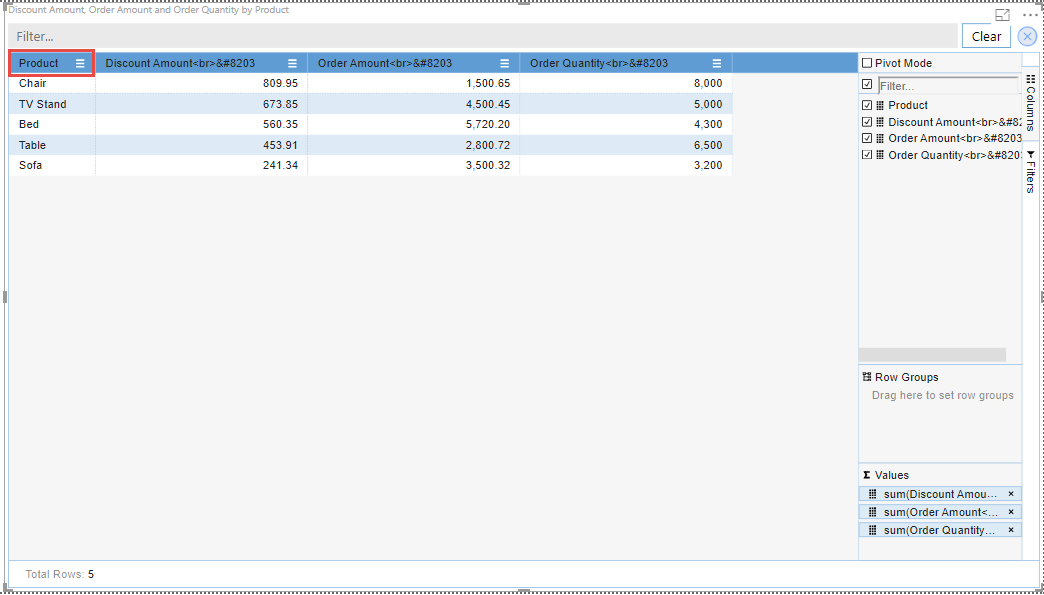 Discount Amount, Order Amount and Order Quantity by Product
Filter...
Clear
Product Discount Amount<br>&#8203 Order Amount<br>&#8203 Order Quantity<br>&#8203
Chair 809.95 1,500.65 8,000
TV Stand 673.85 4,500.45 5,000
Bed 560.35 5,720.20 4,300
Table 453.91 2,800.72 6,500
Sofa 241.34 3,500.32 3,200
Pivot Mode
Filter...
Product
Discount Amount<br>&#82
Order Amount<br>&#8203
Order Quantity<br>&#820
Columns
Filters
Row Groups
Drag here to set row groups
Values
sum(Discount Amou... ×
sum(Order Amount<... ×
sum(Order Quantity... ×
Total Rows: 5